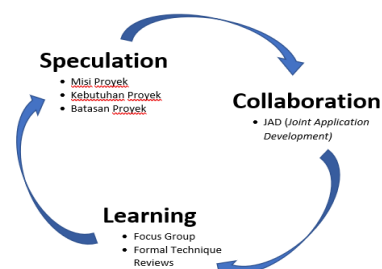 Speculation
• Misi Proyek
• Kebutuhan Proyek
• Batasan Proyek
Collaboration
• JAD (Joint Application
Development)
Learning
• Focus Group
• Formal Technique
Reviews